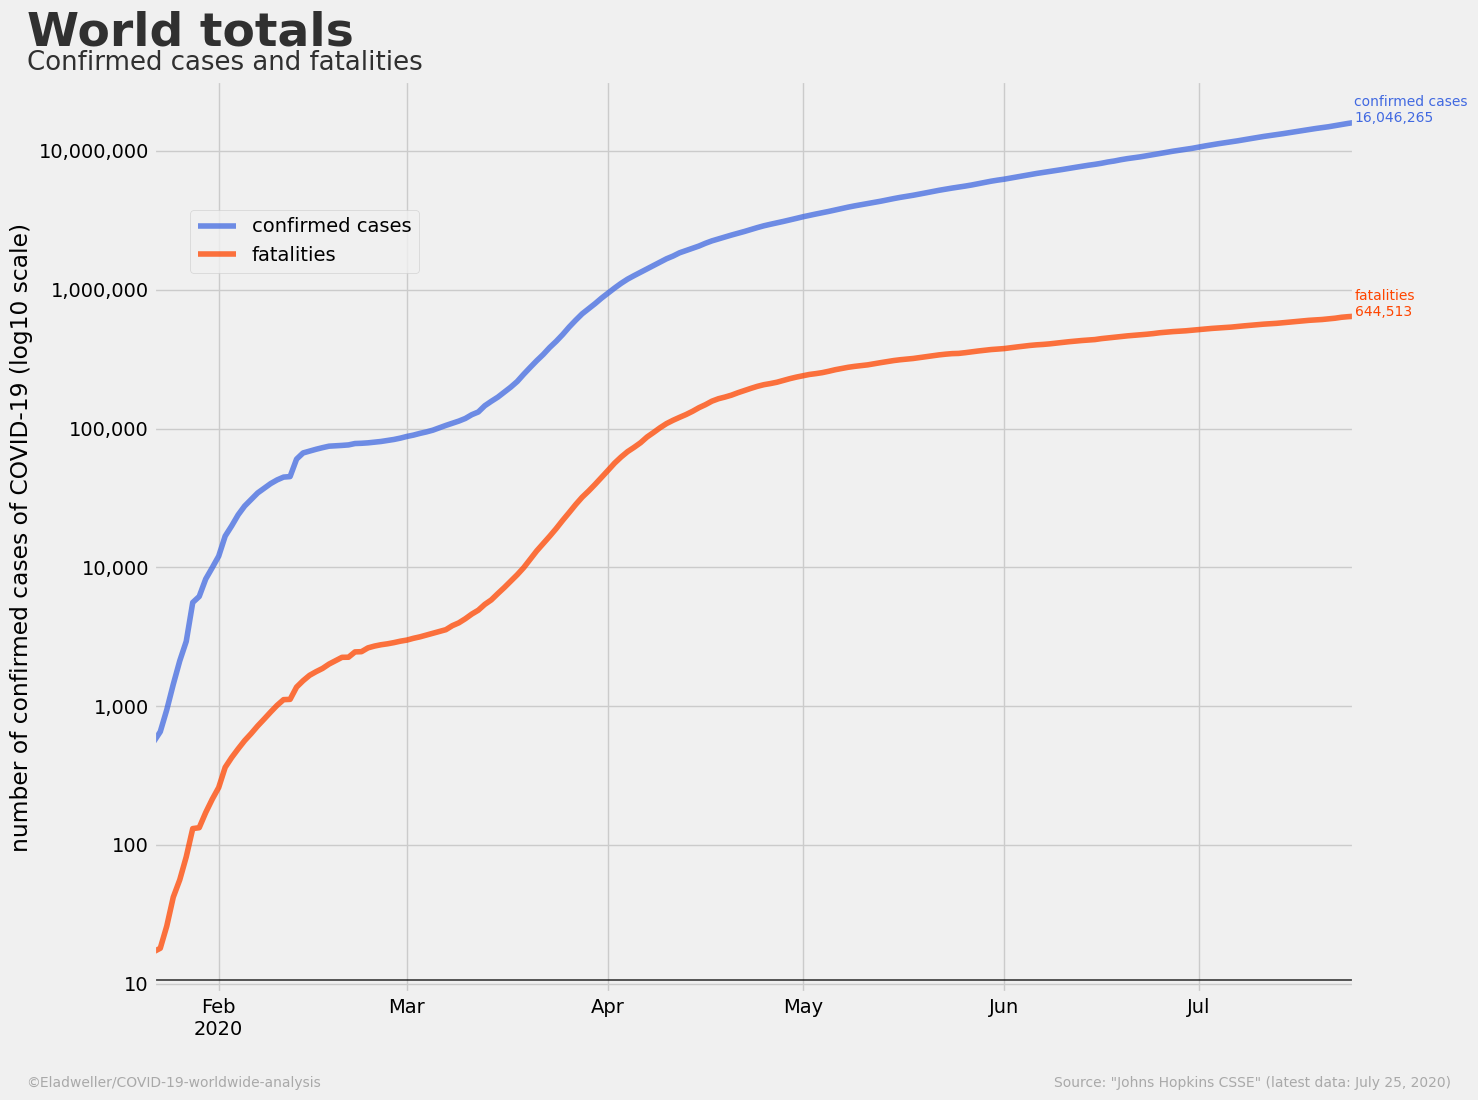 World totals
Confirmed cases and fatalities
confirmed cases
16,046,265
10,000,000
confirmed cases
fatalities
1,000,000
fatalities
644,513
100,000
10,000
1,000
100
10
number of confirmed cases of COVID-19 (log10 scale)
Feb Mar Apr May Jun Jul
2020
©Eladweller/COVID-19-worldwide-analysis
Source: "Johns Hopkins CSSE" (latest data: July 25, 2020)